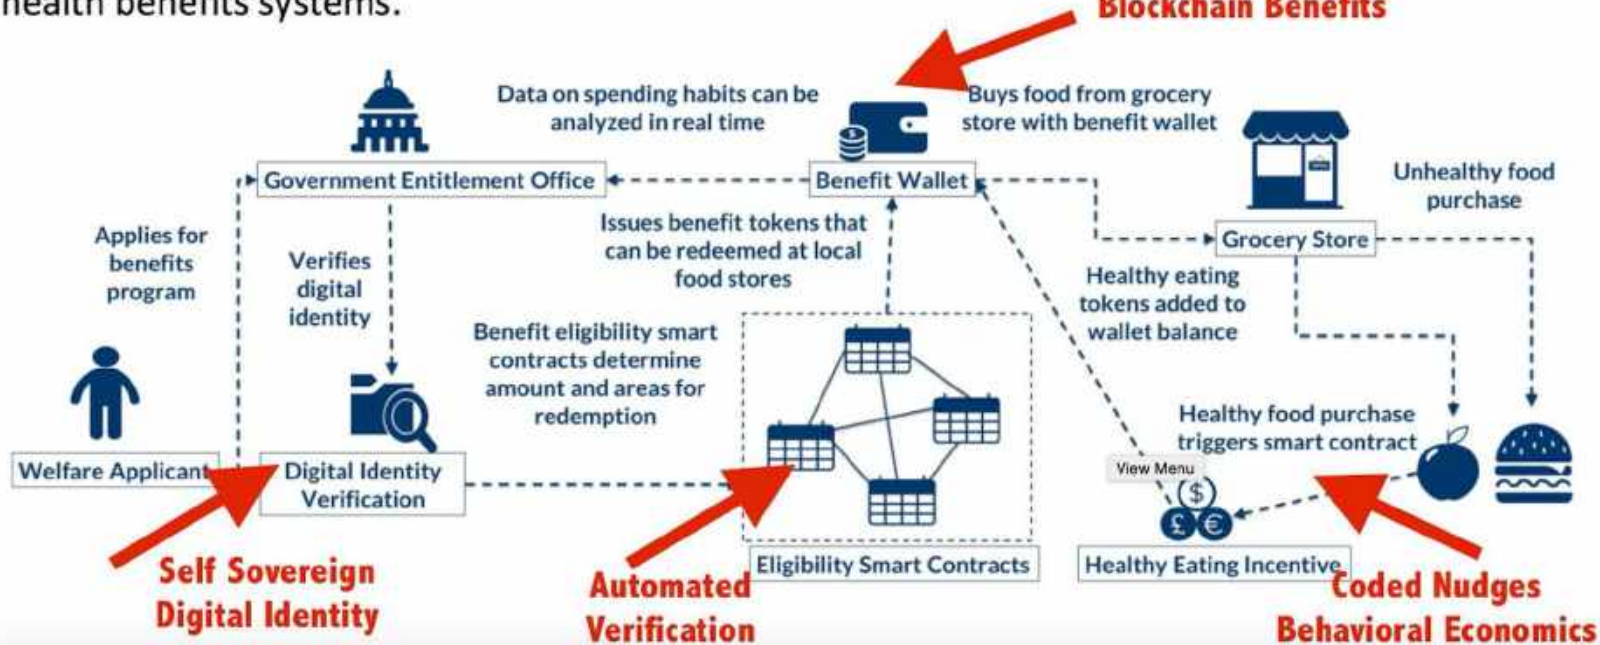 health benefits systems.
Blockchain Benefits
Data on spending habits can be
analyzed in real time
Buys food from grocery
store with benefit wallet
Government Entitlement Office
Benefit Wallet
Unhealthy food
purchase
Applies for
benefits
program
Verifies
digital
identity
Issues benefit tokens that
can be redeemed at local
food stores
Grocery Store
Healthy eating
tokens added to
wallet balance
Benefit eligibility smart
contracts determine
amount and areas for
redemption
Healthy food purchase
triggers smart contract
View Menu
$
£
€
Welfare Applicant
Digital Identity
Verification
Eligibility Smart Contracts
Healthy Eating Incentive
Self Sovereign
Digital Identity
Automated
Verification
Coded Nudges
Behavioral Economics